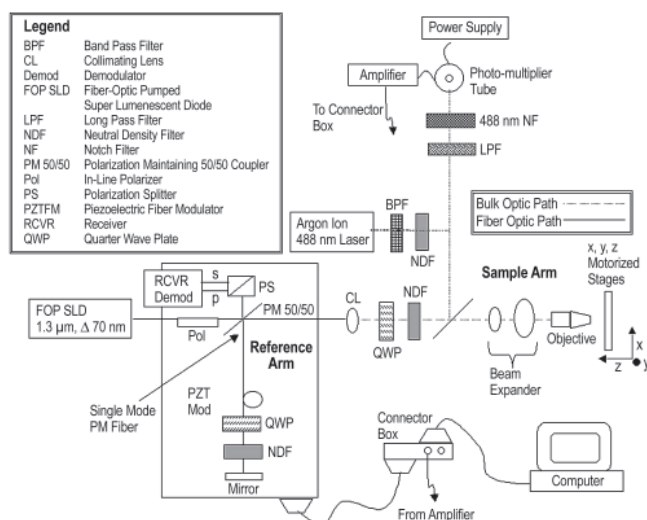 Legend
BPF Band Pass Filter
CL Collimating Lens
Demod Demodulator
FOP SLD Fiber-Optic Pumped
Super Lumenescent Diode
LPF Long Pass Filter
NDF Neutral Density Filter
NF Notch Filter
PM 50/50 Polarization Maintaining 50/50 Coupler
Pol In-Line Polarizer
PS Polarization Splitter
PZTFM Piezoelectric Fiber Modulator
RCVR Receiver
QWP Quarter Wave Plate
Power Supply
Amplifier
Photo-multiplier
Tube
To Connector
Box
488 nm NF
LPF
Bulk Optic Path
Fiber Optic Path
Argon Ion
488 nm Laser
BPF
NDF
Sample Arm
x, y, z
Motorized
Stages
RCVR
Demod
s
p
PS
PM 50/50
FOP SLD
1.3 µm, Δ 70 nm
Pol
CL
NDF
QWP
Objective
Beam
Expander
x
z
y
Reference
Arm
Single Mode
PM Fiber
PZT
Mod
QWP
NDF
Mirror
Connector
Box
From Amplifier
Computer